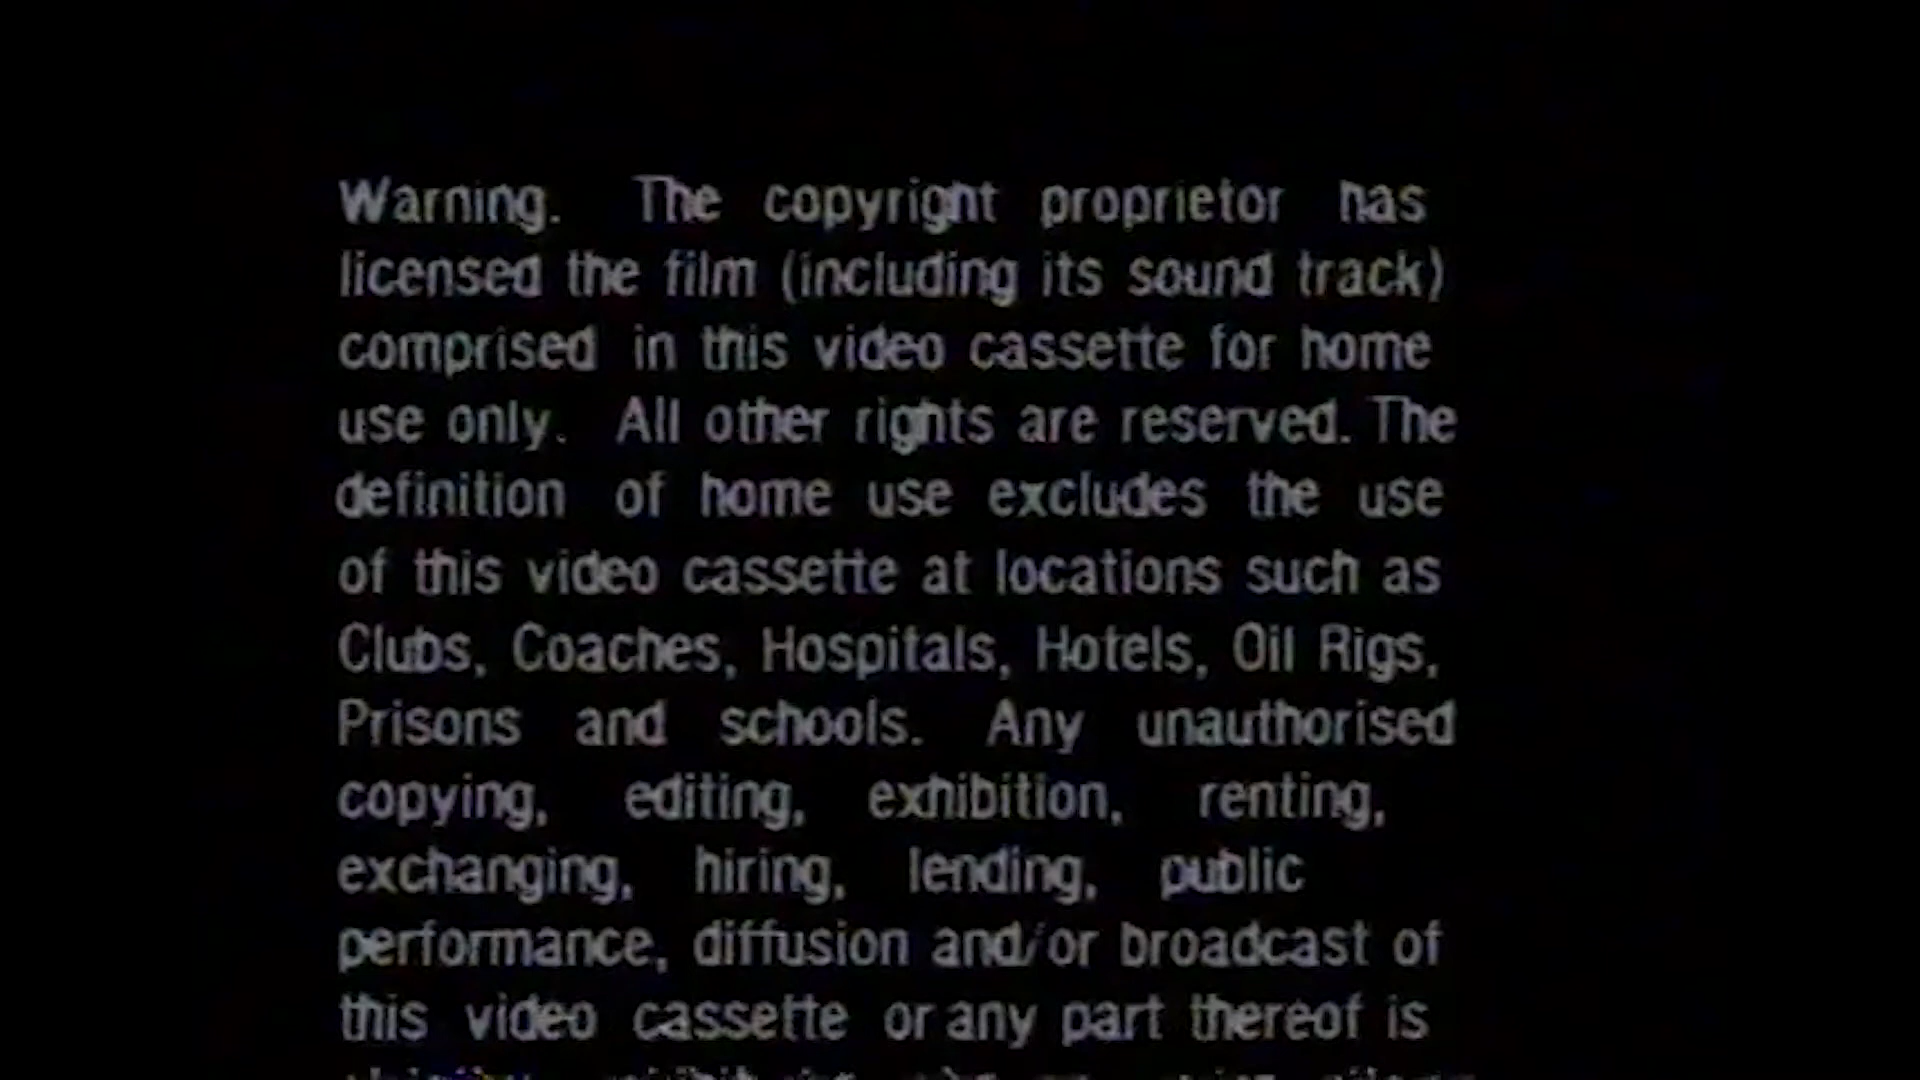 Warning. The copyright proprietor has
licensed the film (including its sound track)
comprised in this video cassette for home
use only. All other rights are reserved. The
definition of home use excludes the use
of this video cassette at locations such as
Clubs, Coaches, Hospitals, Hotels, Oil Rigs,
Prisons and schools. Any unauthorised
copying, editing, exhibition, renting,
exchanging, hiring, lending, public
performance, diffusion and/or broadcast of
this video cassette or any part thereof is